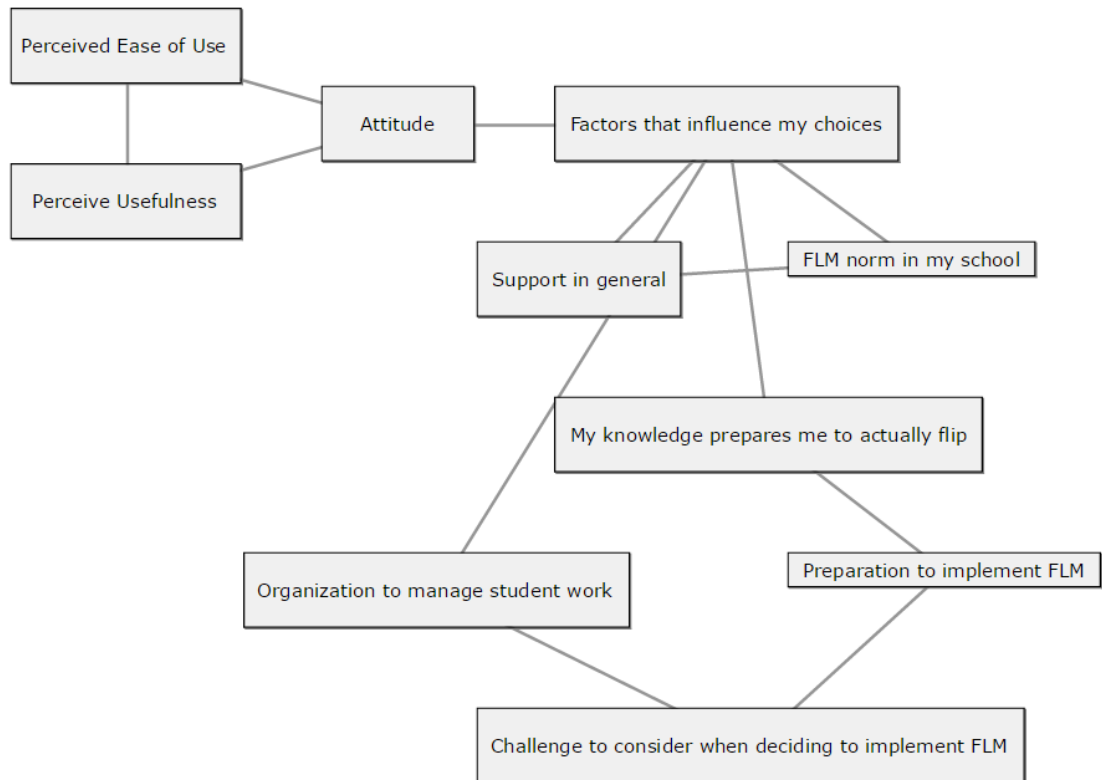 Perceived Ease of Use
Attitude
Factors that influence my choices
Perceive Usefulness
Support in general
FLM norm in my school
My knowledge prepares me to actually flip
Organization to manage student work
Preparation to implement FLM
Challenge to consider when deciding to implement FLM